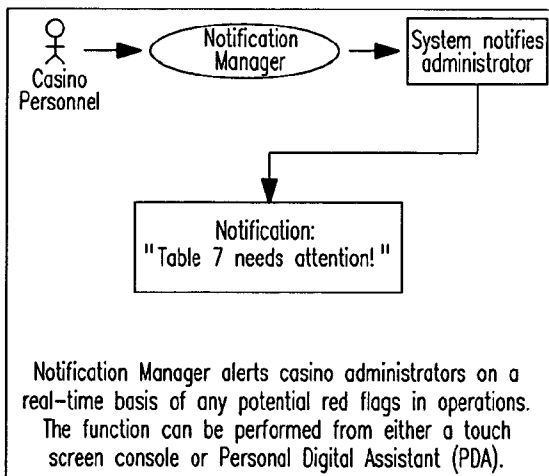 Casino
Personnel
Notification
Manager
System notifies
administrator
Notification:
"Table 7 needs attention!"
Notification Manager alerts casino administrators on a
real-time basis of any potential red flags in operations.
The function can be performed from either a touch
screen console or Personal Digital Assistant (PDA).